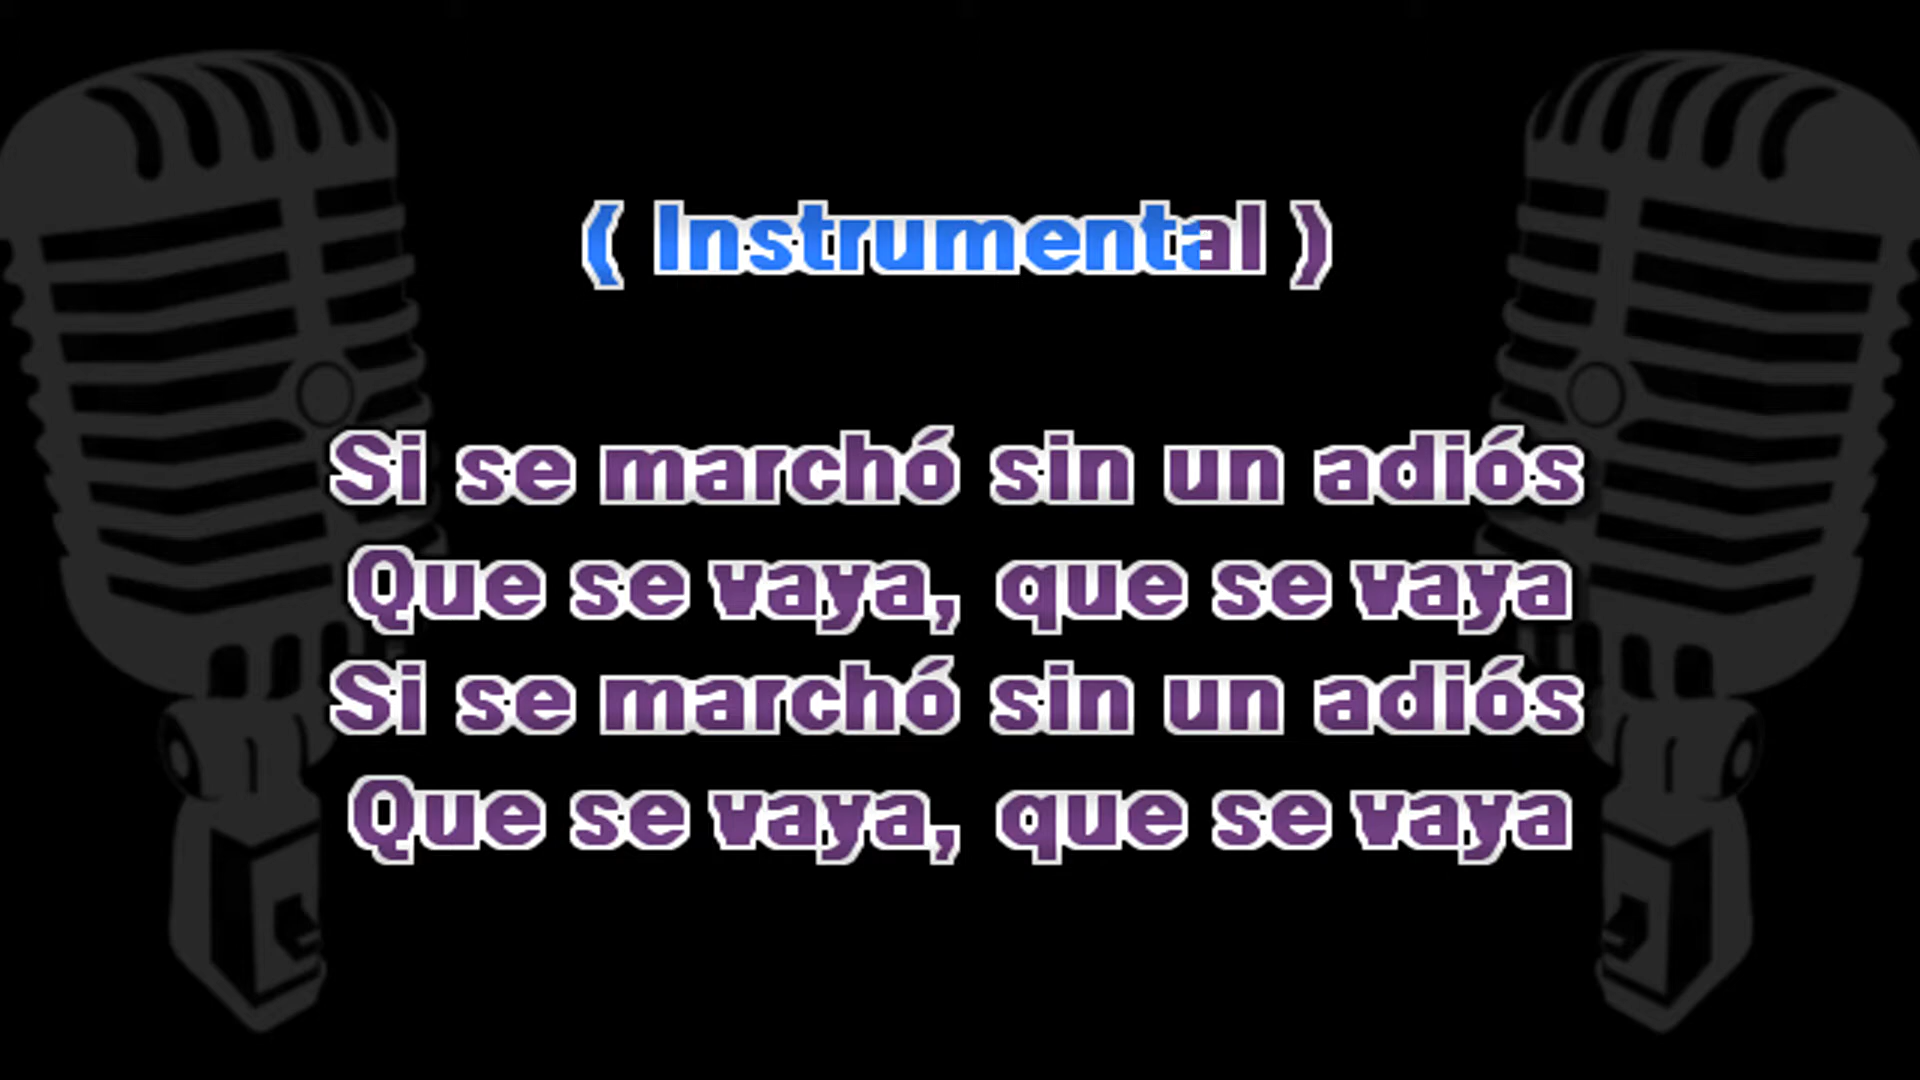 ( Instrumental )
Si se marchó sin un adiós
Que se vaya, que se vaya
Si se marchó sin un adiós
Que se vaya, que se vaya